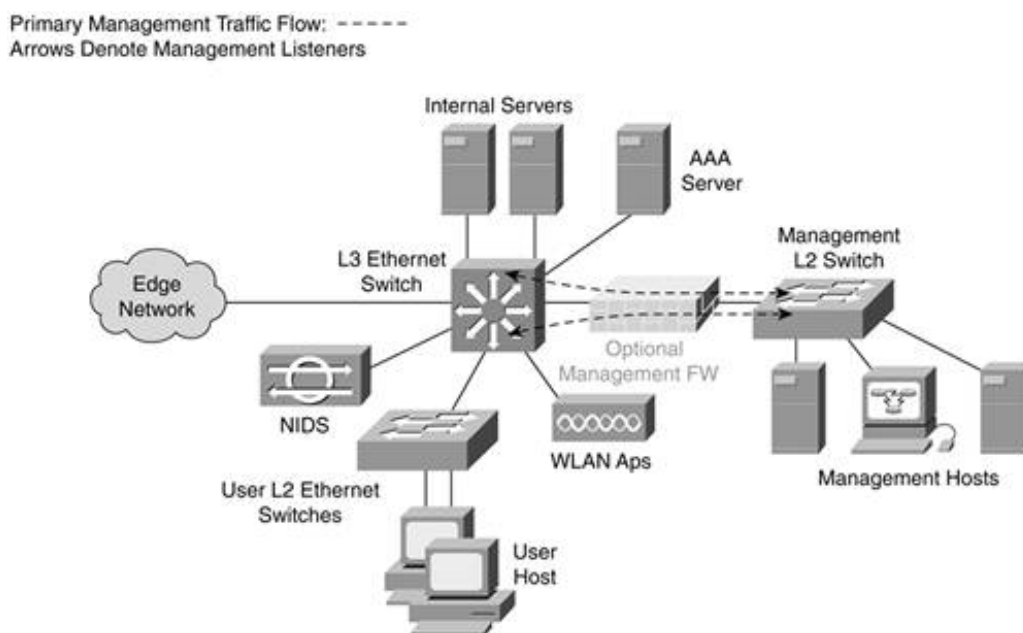 Primary Management Traffic Flow:
Arrows Denote Management Listeners
Internal Servers
AAA
Server
L3 Ethernet
Switch
Management
L2 Switch
Edge
Network
Optional
Management FW
NIDS
WLAN Aps
Management Hosts
User L2 Ethernet
Switches
User
Host